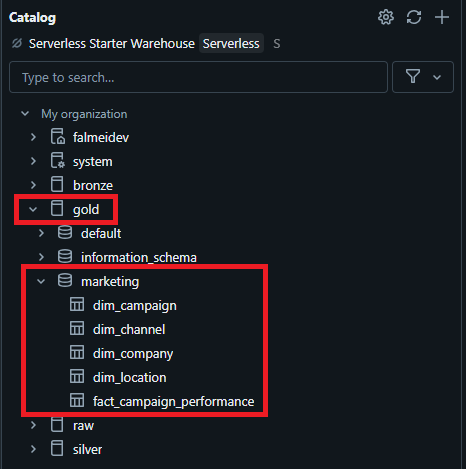 Catalog
Serverless Starter Warehouse Serverless S
Type to search...
My organization
falmeidev
system
bronze
gold
default
information_schema
marketing
dim_campaign
dim_channel
dim_company
dim_location
fact_campaign_performance
raw
silver